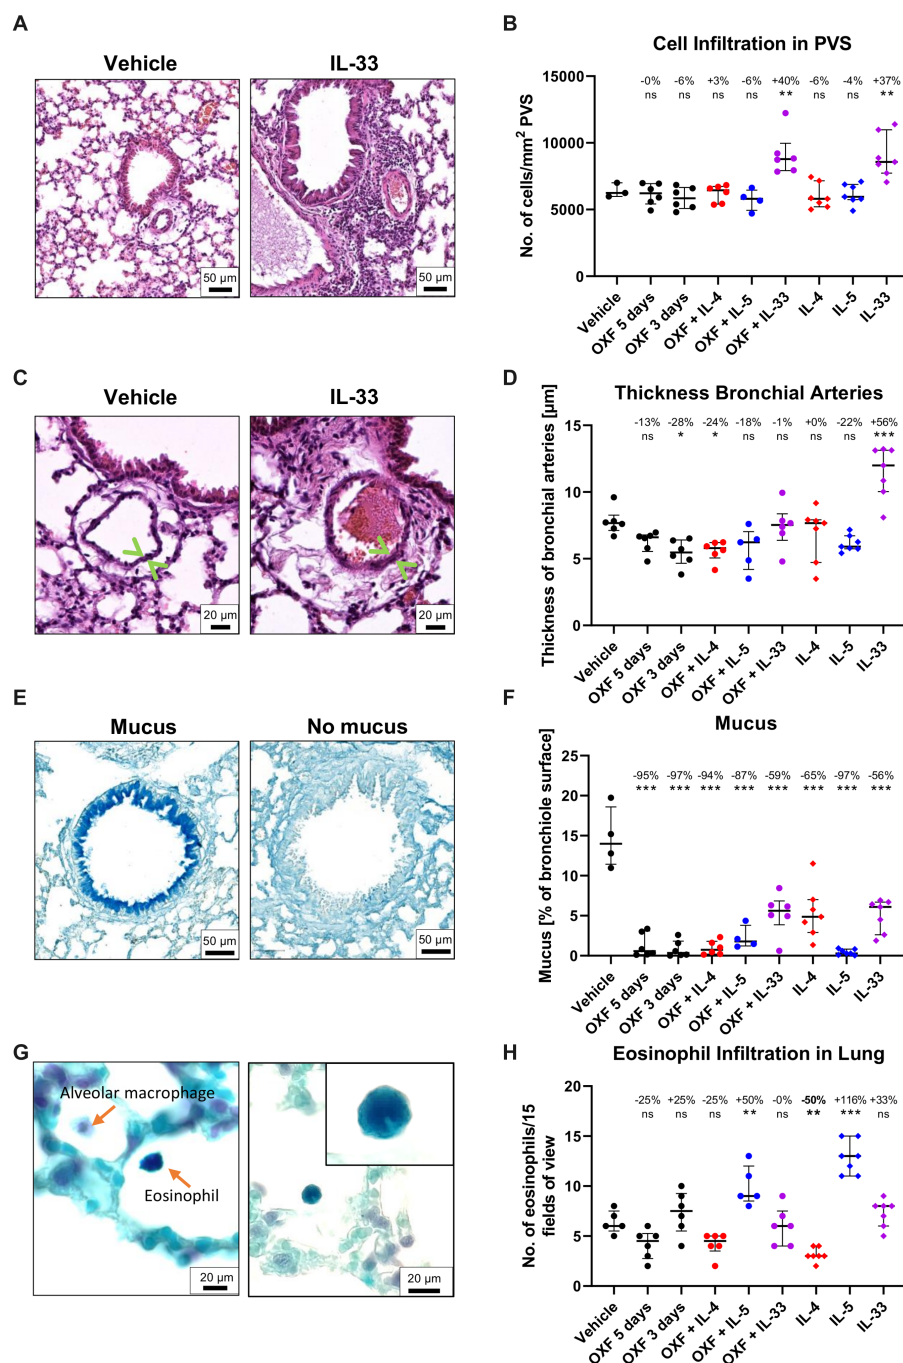 A
Vehicle
IL-33
50 µm
50 µm
B
Cell Infiltration in PVS
No. of cells/mm² PVS
15000
10000
5000
0
-0% -6% +3% -6% +40% -6% -4% +37%
ns ns ns ns ** ns ns **
Vehicle
OXF 5 days
OXF 3 days
OXF + IL-4
OXF + IL-5
OXF + IL-33
IL-4
IL-5
IL-33
C
Vehicle
IL-33
20 µm
20 µm
D
Thickness Bronchial Arteries
Thickness of bronchial arteries [µm]
15
10
5
0
-13% -28% -24% -18% -1% +0% -22% +56%
ns * * ns ns ns ns ***
Vehicle
OXF 5 days
OXF 3 days
OXF + IL-4
OXF + IL-5
OXF + IL-33
IL-4
IL-5
IL-33
E
Mucus
No mucus
50 µm
50 µm
F
Mucus
Mucus [% of bronchiole surface]
25
20
15
10
5
0
-95% -97% -94% -87% -59% -65% -97% -56%
*** *** *** *** *** *** *** ***
Vehicle
OXF 5 days
OXF 3 days
OXF + IL-4
OXF + IL-5
OXF + IL-33
IL-4
IL-5
IL-33
G
Alveolar macrophage
Eosinophil
20 µm
20 µm
H
Eosinophil Infiltration in Lung
No. of eosinophils/15
fields of view
20
15
10
5
0
-25% +25% -25% +50% -0% -50% +116% +33%
ns ns ns ** ns ** *** ns
Vehicle
OXF 5 days
OXF 3 days
OXF + IL-4
OXF + IL-5
OXF + IL-33
IL-4
IL-5
IL-33